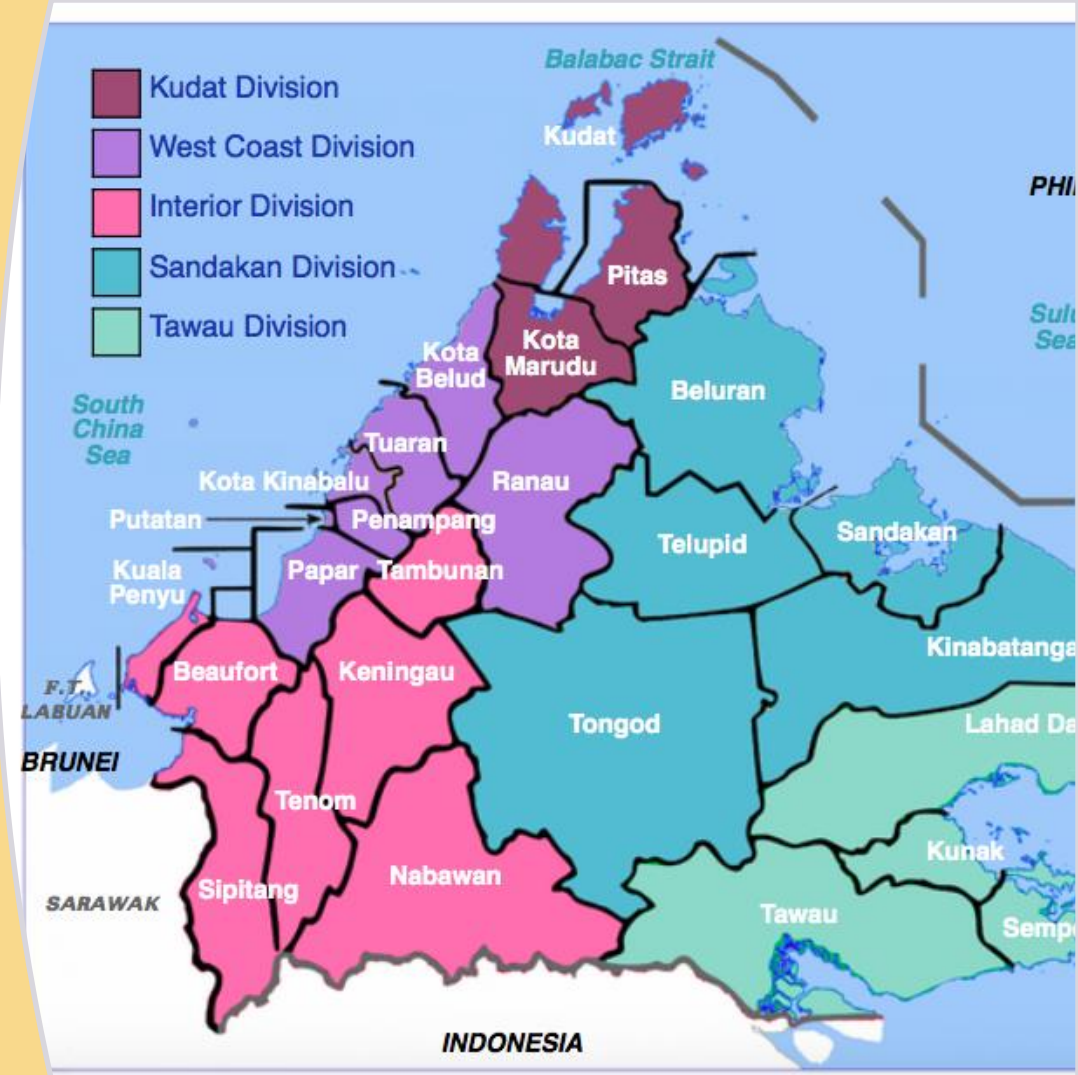 Balabac Strait
Kudat Division
West Coast Division
Interior Division
Sandakan Division
Tawau Division
Kudat
PHI
Pitas
Sulu
Sea
Kota
Marudu
Kota
Belud
Beluran
South
China
Sea
Tuaran
Kota Kinabalu
Ranau
Putatan
Penampang
Sandakan
Telupid
Kuala
Penyu
Papar
Tambunan
Kinabatanga
Beaufort
Keningau
F.T.
LABUAN
Tongod
Lahad Da
BRUNEI
Tenom
Kunak
Nabawan
Sipitang
SARAWAK
Tawau
Sempo
INDONESIA